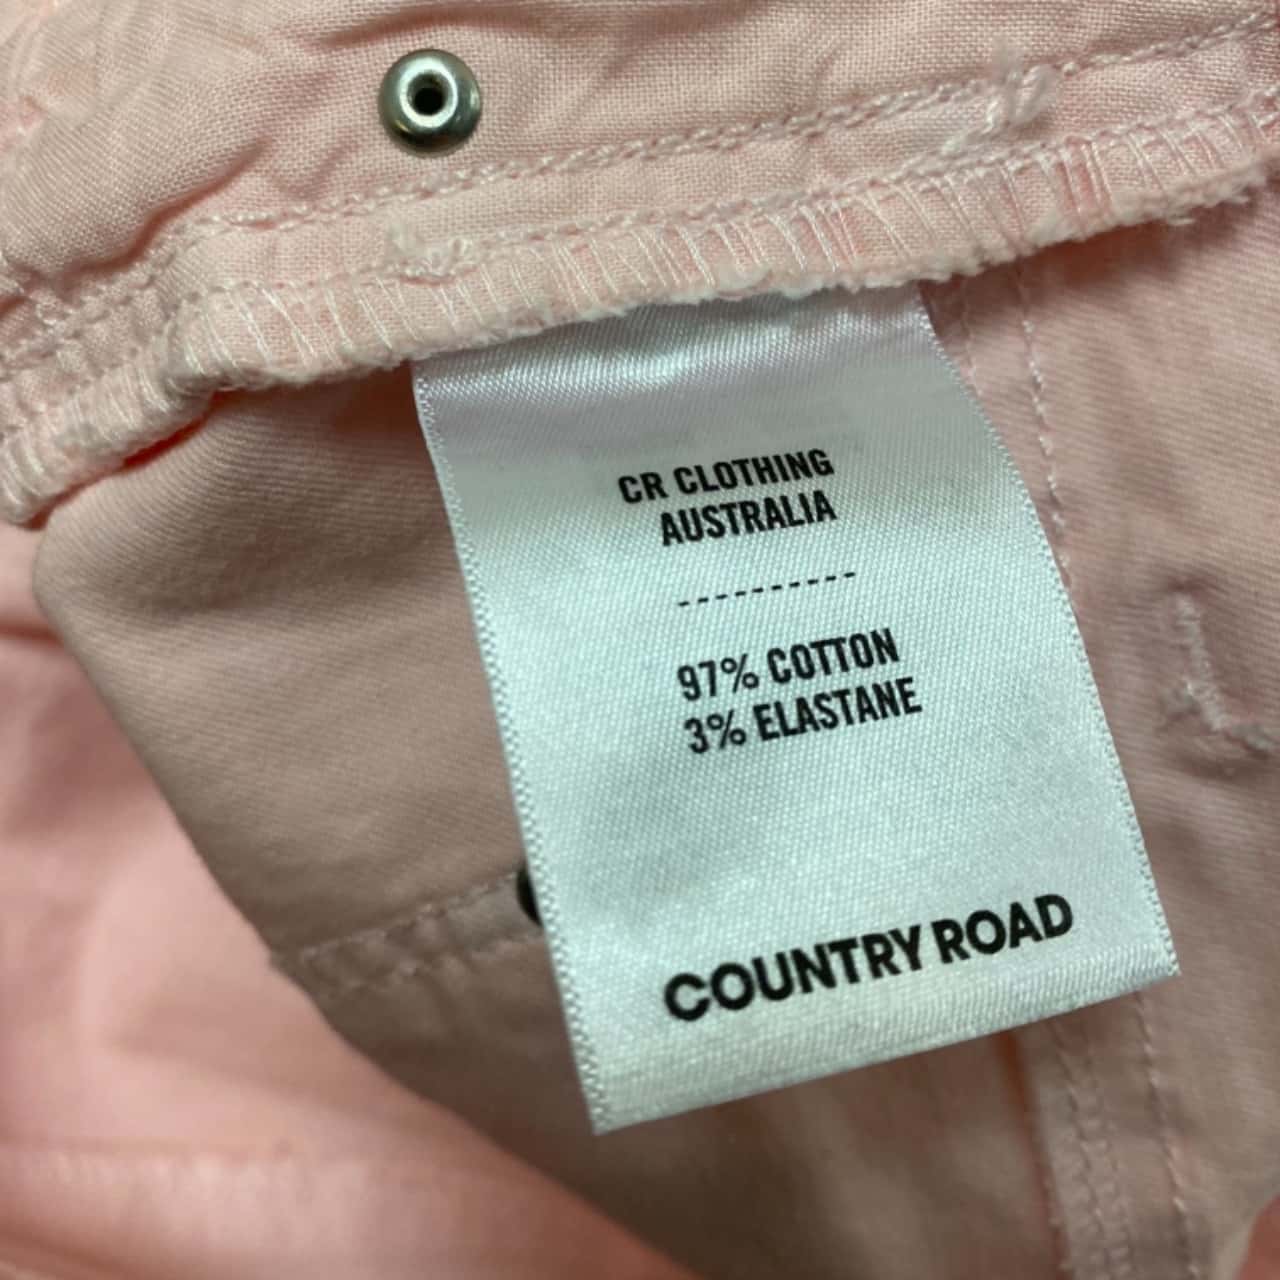 CR CLOTHING
AUSTRALIA
----------
97% COTTON
3% ELASTANE
COUNTRY ROAD